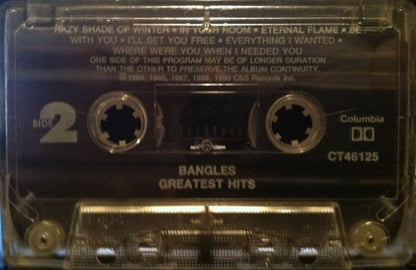 HAZY SHADE OF WINTER • IN YOUR ROOM • ETERNAL FLAME • BE
WITH YOU • I'LL SET YOU FREE • EVERYTHING I WANTED •
WHERE WERE YOU WHEN I NEEDED YOU
ONE SIDE OF THIS PROGRAM MAY BE OF LONGER DURATION
THAN THE OTHER TO PRESERVE THE ALBUM CONTINUITY.
℗ 1984, 1985, 1987, 1988, 1990 CBS Records Inc.
SIDE 2
Columbia
CT46125
BANGLES
GREATEST HITS